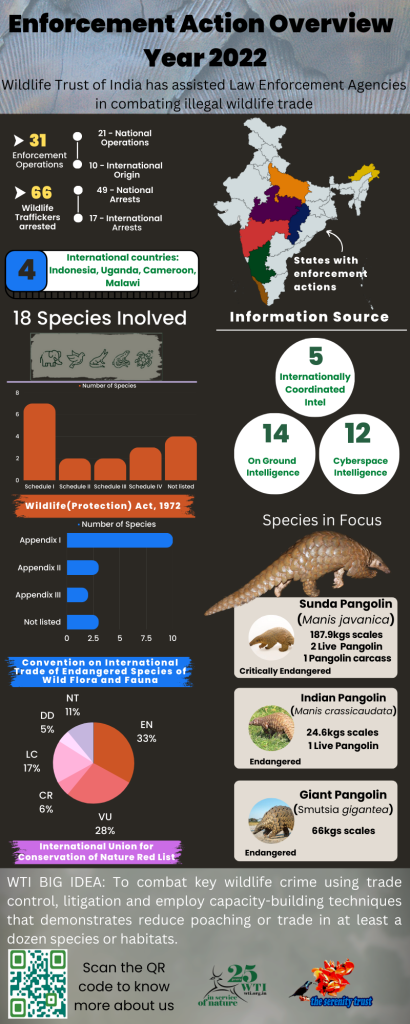 Enforcement Action Overview
Year 2022
Wildlife Trust of India has assisted Law Enforcement Agencies
in combating illegal wildlife trade
31
Enforcement
Operations
21 - National
Operations
10 - International
Origin
66
Wildlife
Traffickers
arrested
49 - National
Arrests
17 - International
Arrests
4
International countries:
Indonesia, Uganda, Cameroon,
Malawi
States with
enforcement
actions
18 Species Inolved
- Number of Species
8
6
4
2
0
Schedule I
Schedule II
Schedule III
Schedule IV
Not listed
Wildlife(Protection) Act, 1972
- Number of Species
Appendix I
Appendix II
Appendix III
Not listed
0
2.5
5
7.5
10
Convention on International
Trade of Endangered Species of
Wild Flora and Fauna
NT
11%
DD
5%
LC
17%
CR
6%
VU
28%
EN
33%
International Union for
Conservation of Nature Red List
Information Source
5
Internationally
Coordinated
Intel
14
On Ground
Intelligence
12
Cyberspace
Intelligence
Species in Focus
Sunda Pangolin
(Manis javanica)
187.9kgs scales
2 Live Pangolin
1 Pangolin carcass
Critically Endangered
Indian Pangolin
(Manis crassicaudata)
24.6kgs scales
1 Live Pangolin
Endangered
Giant Pangolin
(Smutsia gigantea)
66kgs scales
Endangered
WTI BIG IDEA: To combat key wildlife crime using trade
control, litigation and employ capacity-building techniques
that demonstrates reduce poaching or trade in at least a
dozen species or habitats.
Scan the QR
code to know
more about us
25
WTI
wti.org.in
in service
of nature
the serenity trust